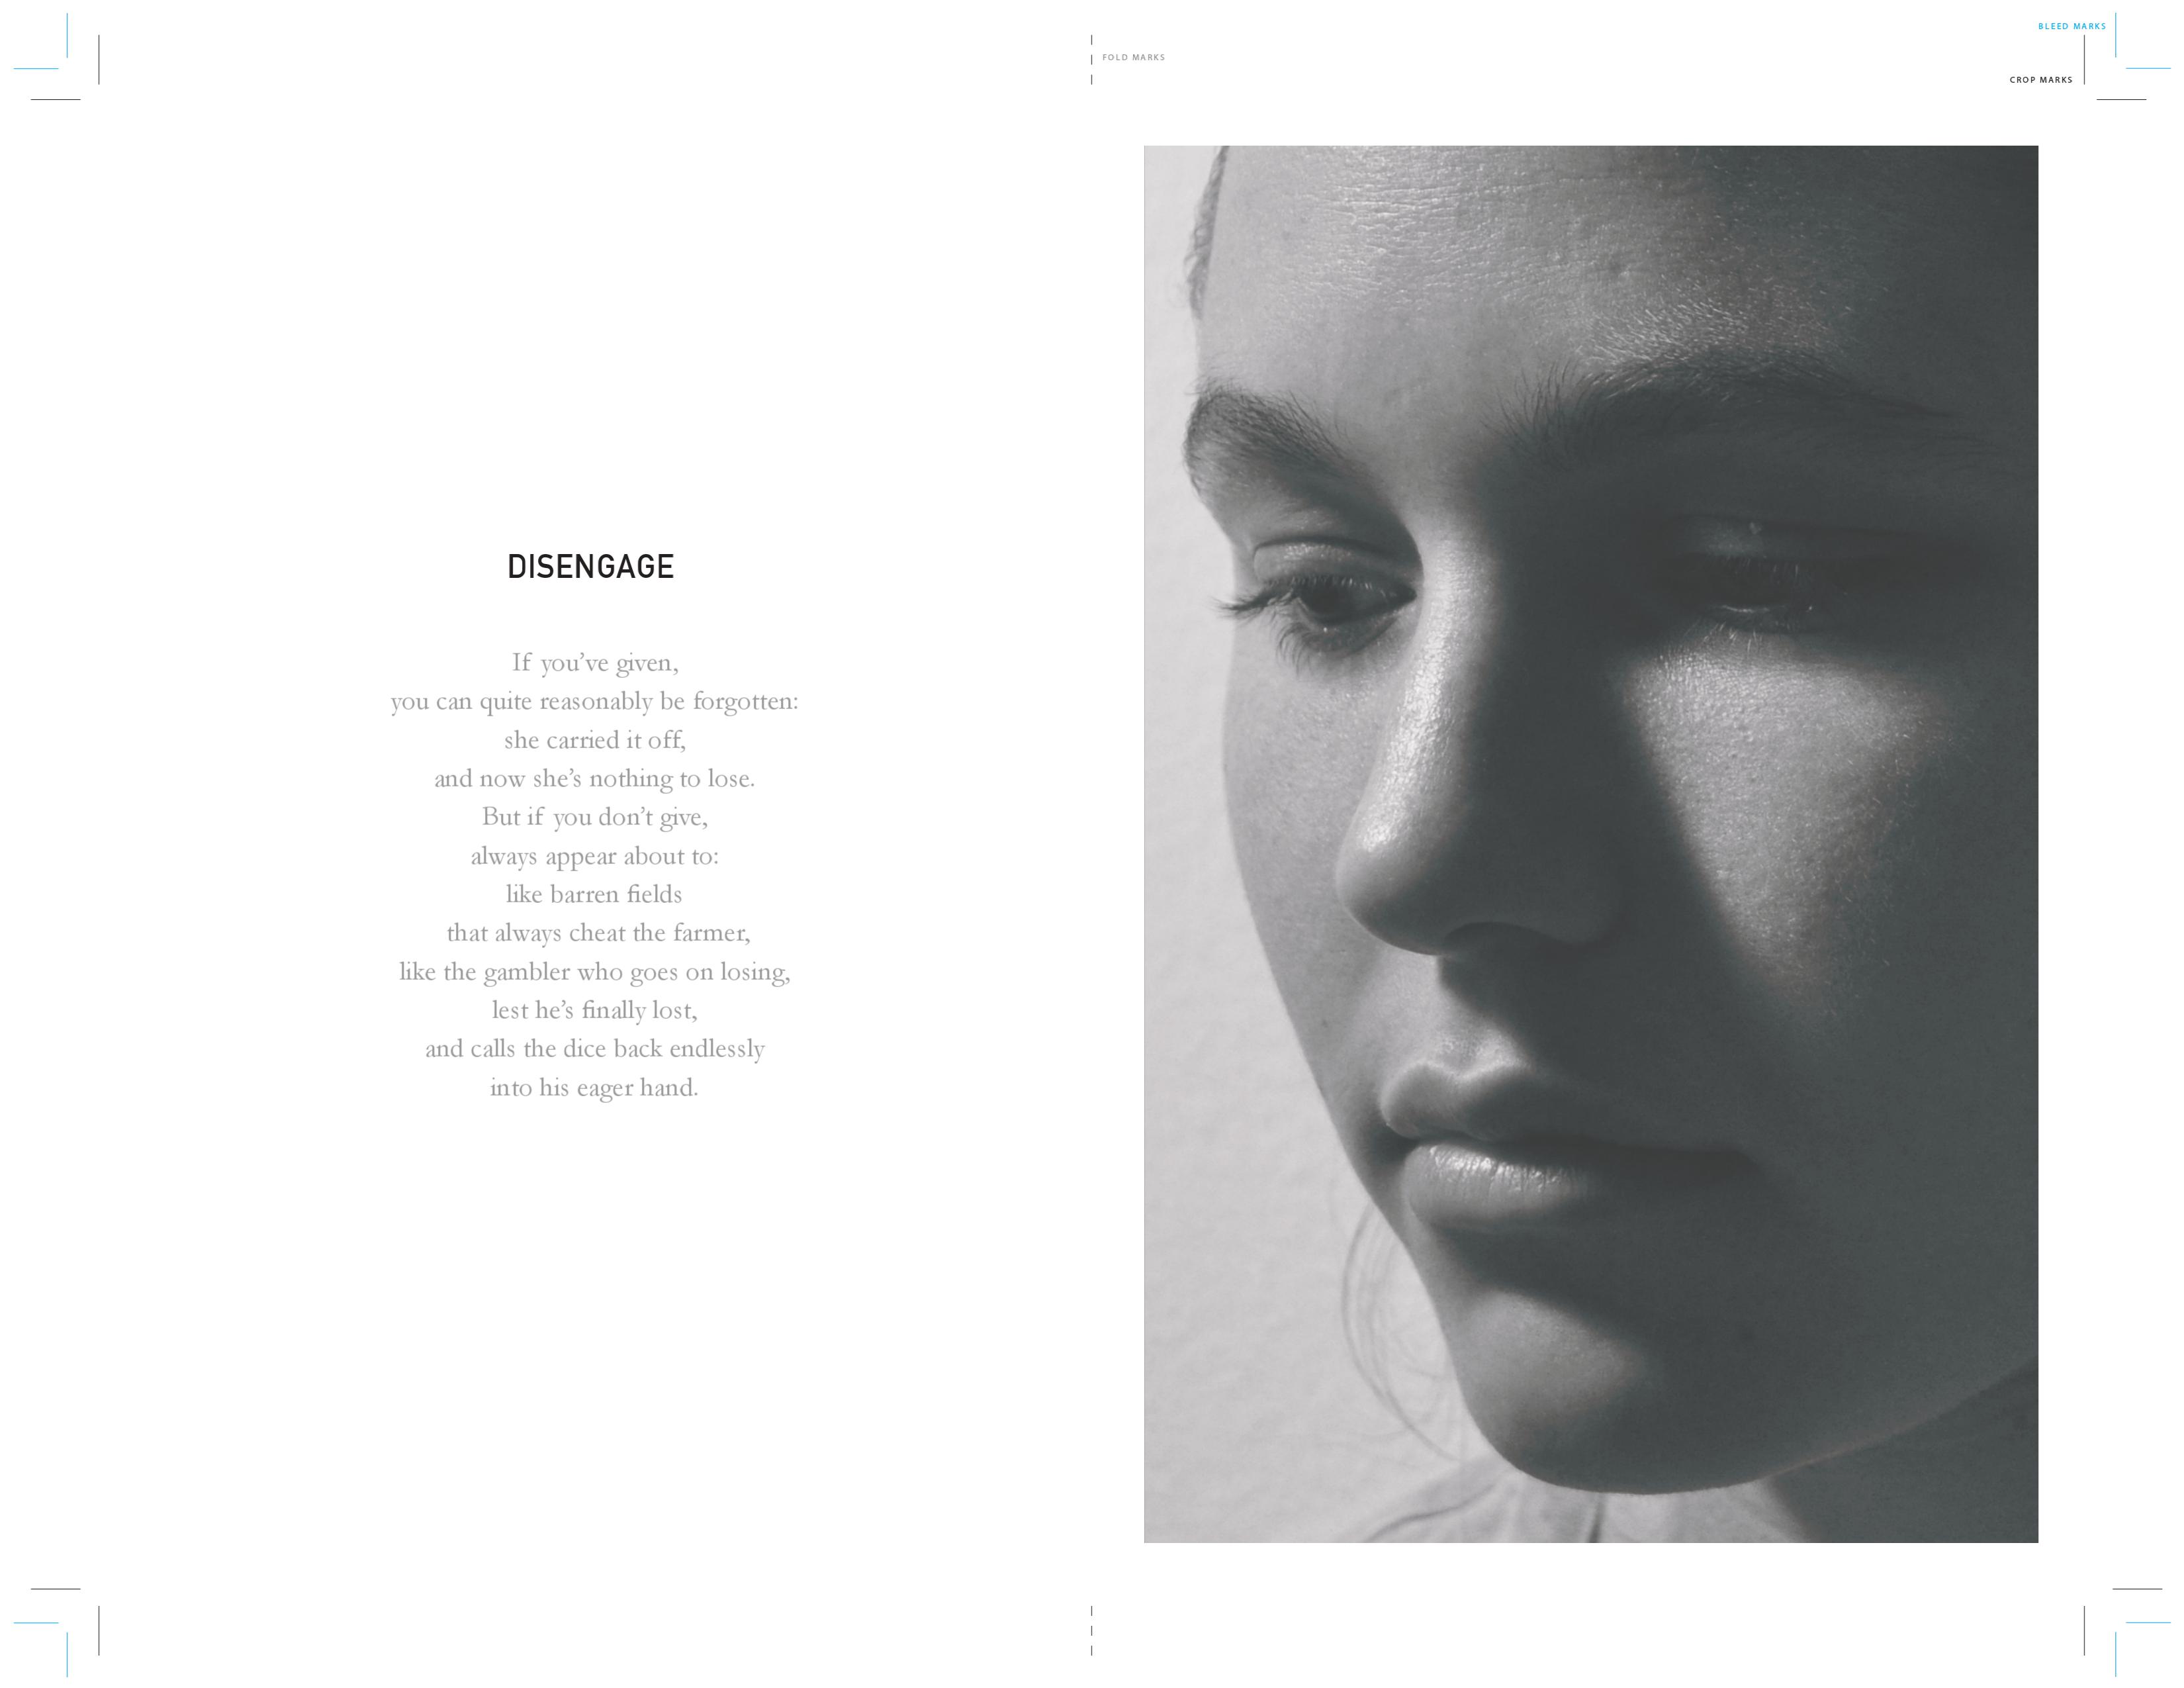 BLEED MARKS
FOLD MARKS
CROP MARKS
DISENGAGE
If you’ve given,
you can quite reasonably be forgotten:
she carried it off,
and now she’s nothing to lose.
But if you don’t give,
always appear about to:
like barren fields
that always cheat the farmer,
like the gambler who goes on losing,
lest he’s finally lost,
and calls the dice back endlessly
into his eager hand.